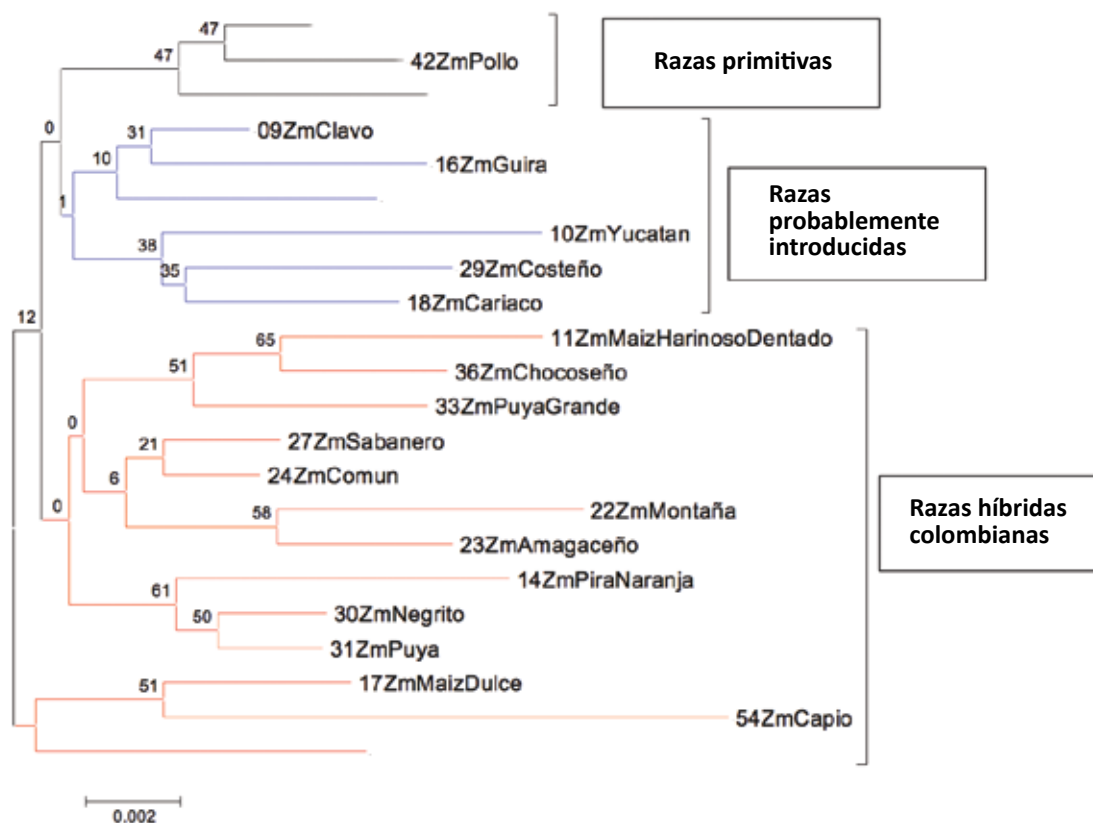 47
47
42ZmPollo
Razas primitivas
0
31
09ZmClavo
10
16ZmGuira
1
Razas
probablemente
introducidas
38
10ZmYucatan
35
29ZmCosteño
18ZmCariaco
12
65
11ZmMaizHarinosoDentado
51
36ZmChocoseño
33ZmPuyaGrande
0
21
27ZmSabanero
6
24ZmComun
0
58
22ZmMontaña
23ZmAmagaceño
Razas híbridas
colombianas
61
14ZmPiraNaranja
50
30ZmNegrito
31ZmPuya
51
17ZmMaizDulce
54ZmCapio
0.002